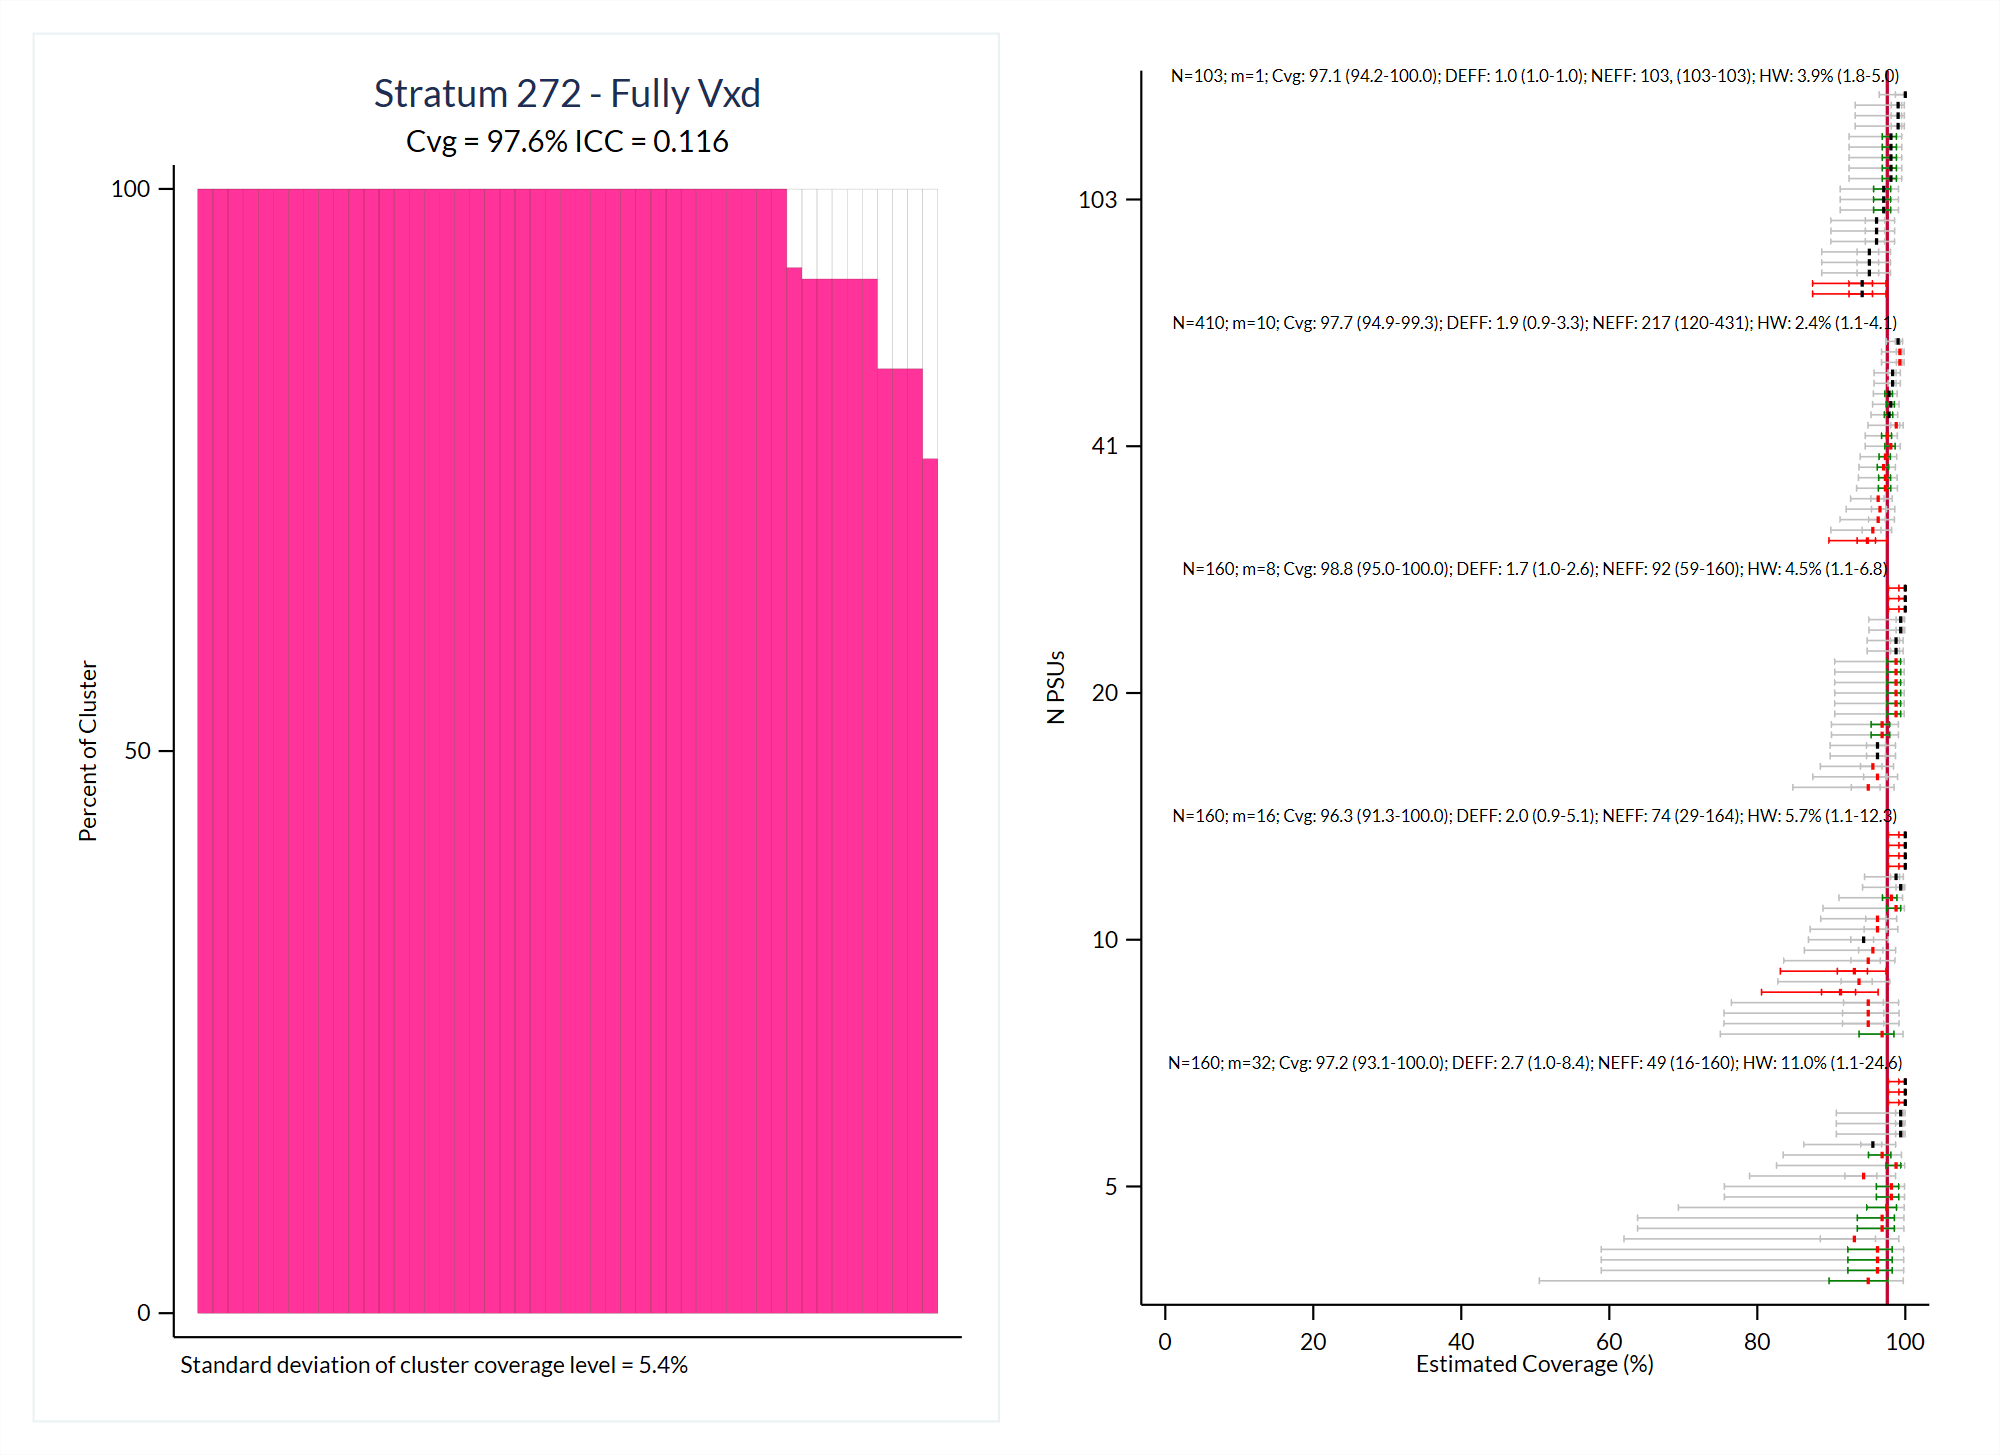 Stratum 272 - Fully Vxd
Cvg = 97.6% ICC = 0.116
100
50
0
Percent of Cluster
Standard deviation of cluster coverage level = 5.4%
N=103; m=1; Cvg: 97.1 (94.2-100.0); DEFF: 1.0 (1.0-1.0); NEFF: 103, (103-103); HW: 3.9% (1.8-5.0)
103
N=410; m=10; Cvg: 97.7 (94.9-99.3); DEFF: 1.9 (0.9-3.3); NEFF: 217 (120-431); HW: 2.4% (1.1-4.1)
41
N=160; m=8; Cvg: 98.8 (95.0-100.0); DEFF: 1.7 (1.0-2.6); NEFF: 92 (59-160); HW: 4.5% (1.1-6.8)
20
N=160; m=16; Cvg: 96.3 (91.3-100.0); DEFF: 2.0 (0.9-5.1); NEFF: 74 (29-164); HW: 5.7% (1.1-12.3)
10
N=160; m=32; Cvg: 97.2 (93.1-100.0); DEFF: 2.7 (1.0-8.4); NEFF: 49 (16-160); HW: 11.0% (1.1-24.6)
5
N PSUs
0 20 40 60 80 100
Estimated Coverage (%)